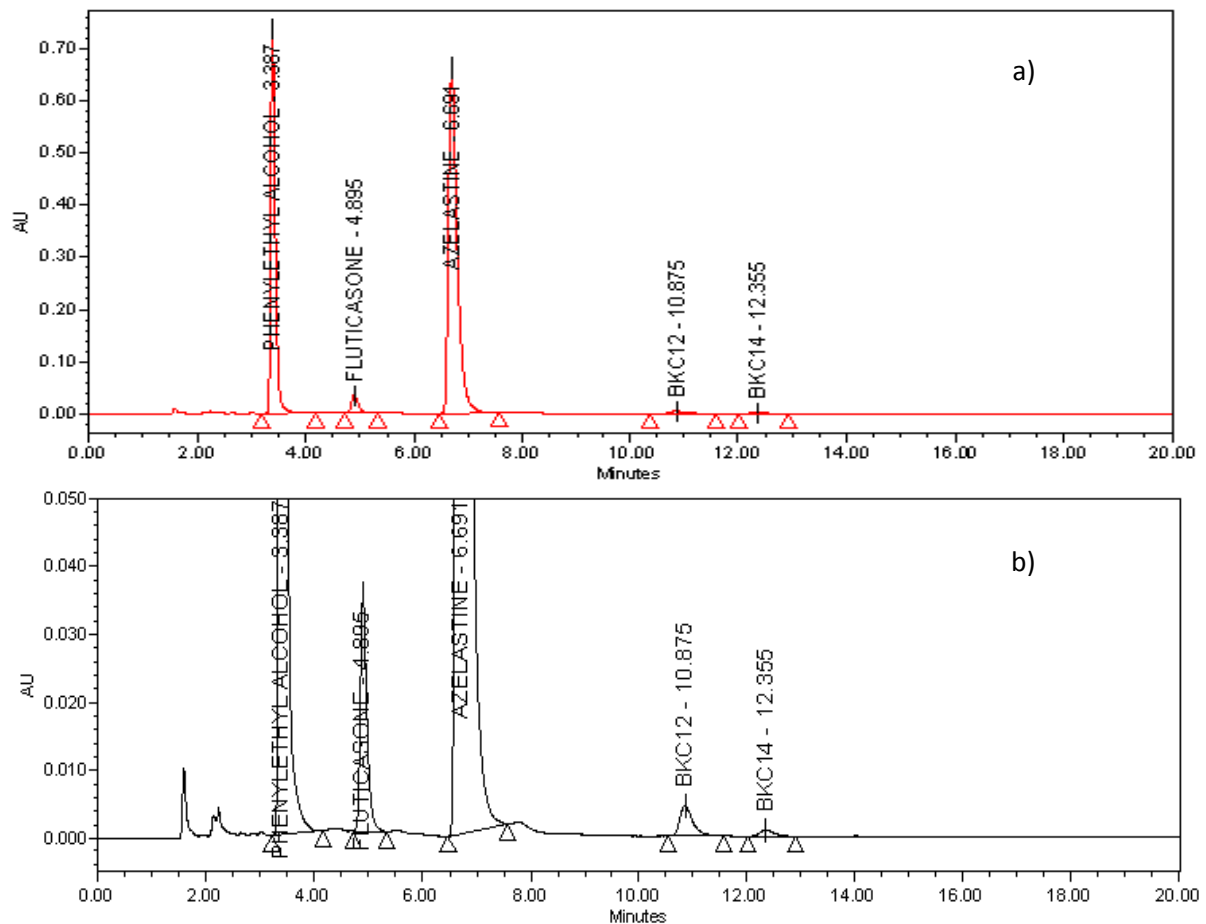 a)
0.70
0.60
0.50
0.40
0.30
0.20
0.10
0.00
AU
PHENYLETHYL ALCOHOL - 3.387
FLUTICASONE - 4.895
AZELASTINE - 6.691
BKC12 - 10.875
BKC14 - 12.355
0.00 2.00 4.00 6.00 8.00 10.00 12.00 14.00 16.00 18.00 20.00
Minutes
b)
0.050
0.040
0.030
0.020
0.010
0.000
AU
PHENYLETHYL ALCOHOL - 3.387
FLUTICASONE - 4.895
AZELASTINE - 6.691
BKC12 - 10.875
BKC14 - 12.355
0.00 2.00 4.00 6.00 8.00 10.00 12.00 14.00 16.00 18.00 20.00
Minutes